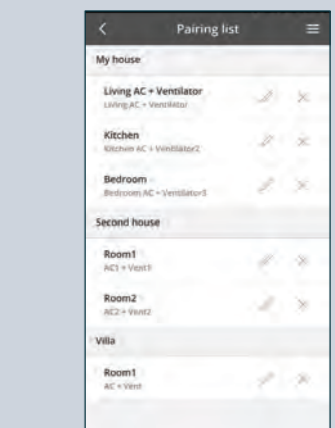 Pairing list
My house
Living AC + Ventilator
Living AC + Ventilator
Kitchen
Kitchen AC + Ventilator2
Bedroom
Bedroom AC + Ventilator3
Second house
Room1
AC1 + Vent1
Room2
AC2 + Vent2
Villa
Room1
AC + Vent